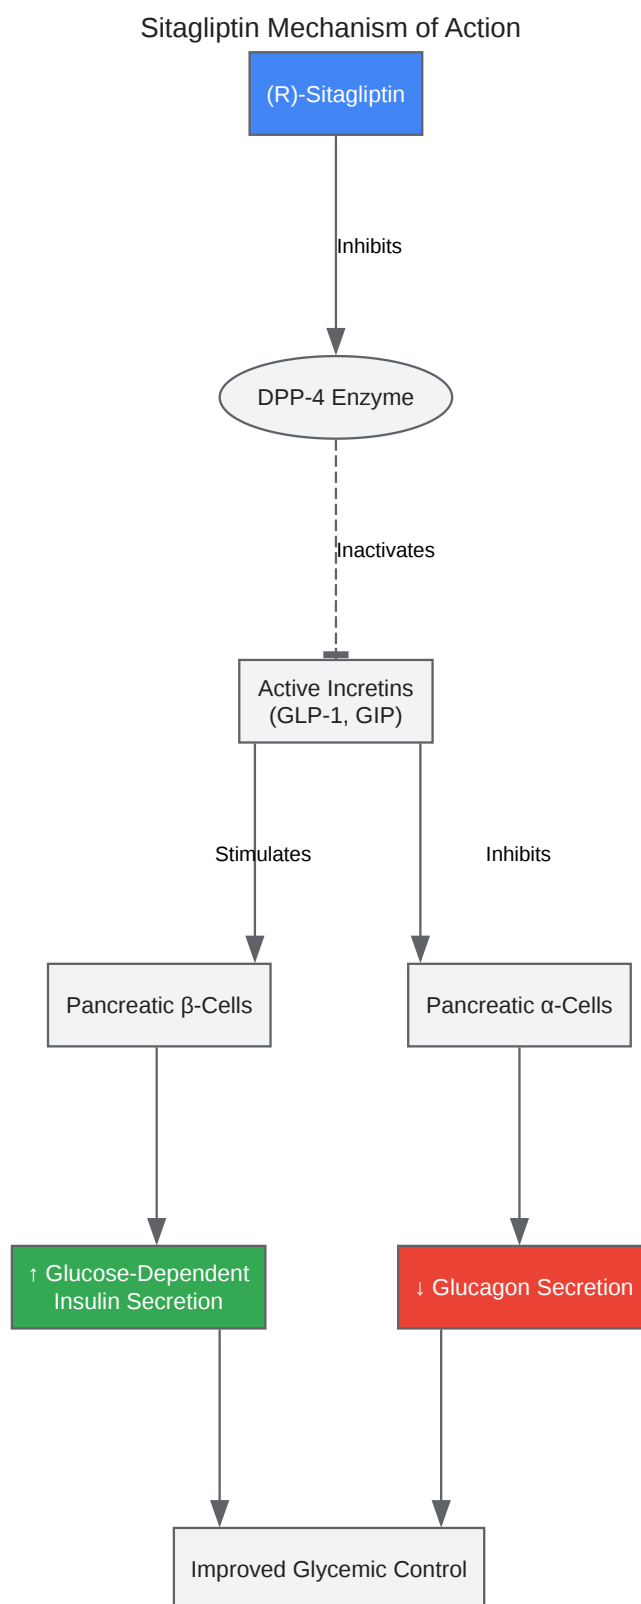 Sitagliptin Mechanism of Action
(R)-Sitagliptin
Inhibits
DPP-4 Enzyme
Inactivates
Active Incretins
(GLP-1, GIP)
Stimulates
Inhibits
Pancreatic β-Cells
Pancreatic α-Cells
↑ Glucose-Dependent
Insulin Secretion
↓ Glucagon Secretion
Improved Glycemic Control